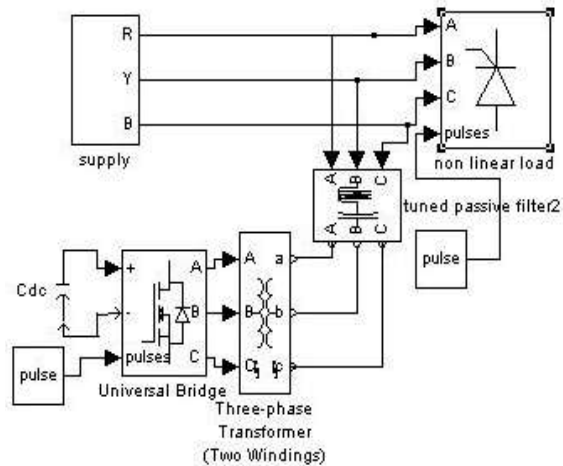 R
Y
B
supply
A
B
C
pulses
non linear load
A B C
A B C
tuned passive filter2
pulse
Cdc
+
-
pulses
A
B
C
Universal Bridge
pulse
A
B
C
a
b
c
Three-phase
Transformer
(Two Windings)